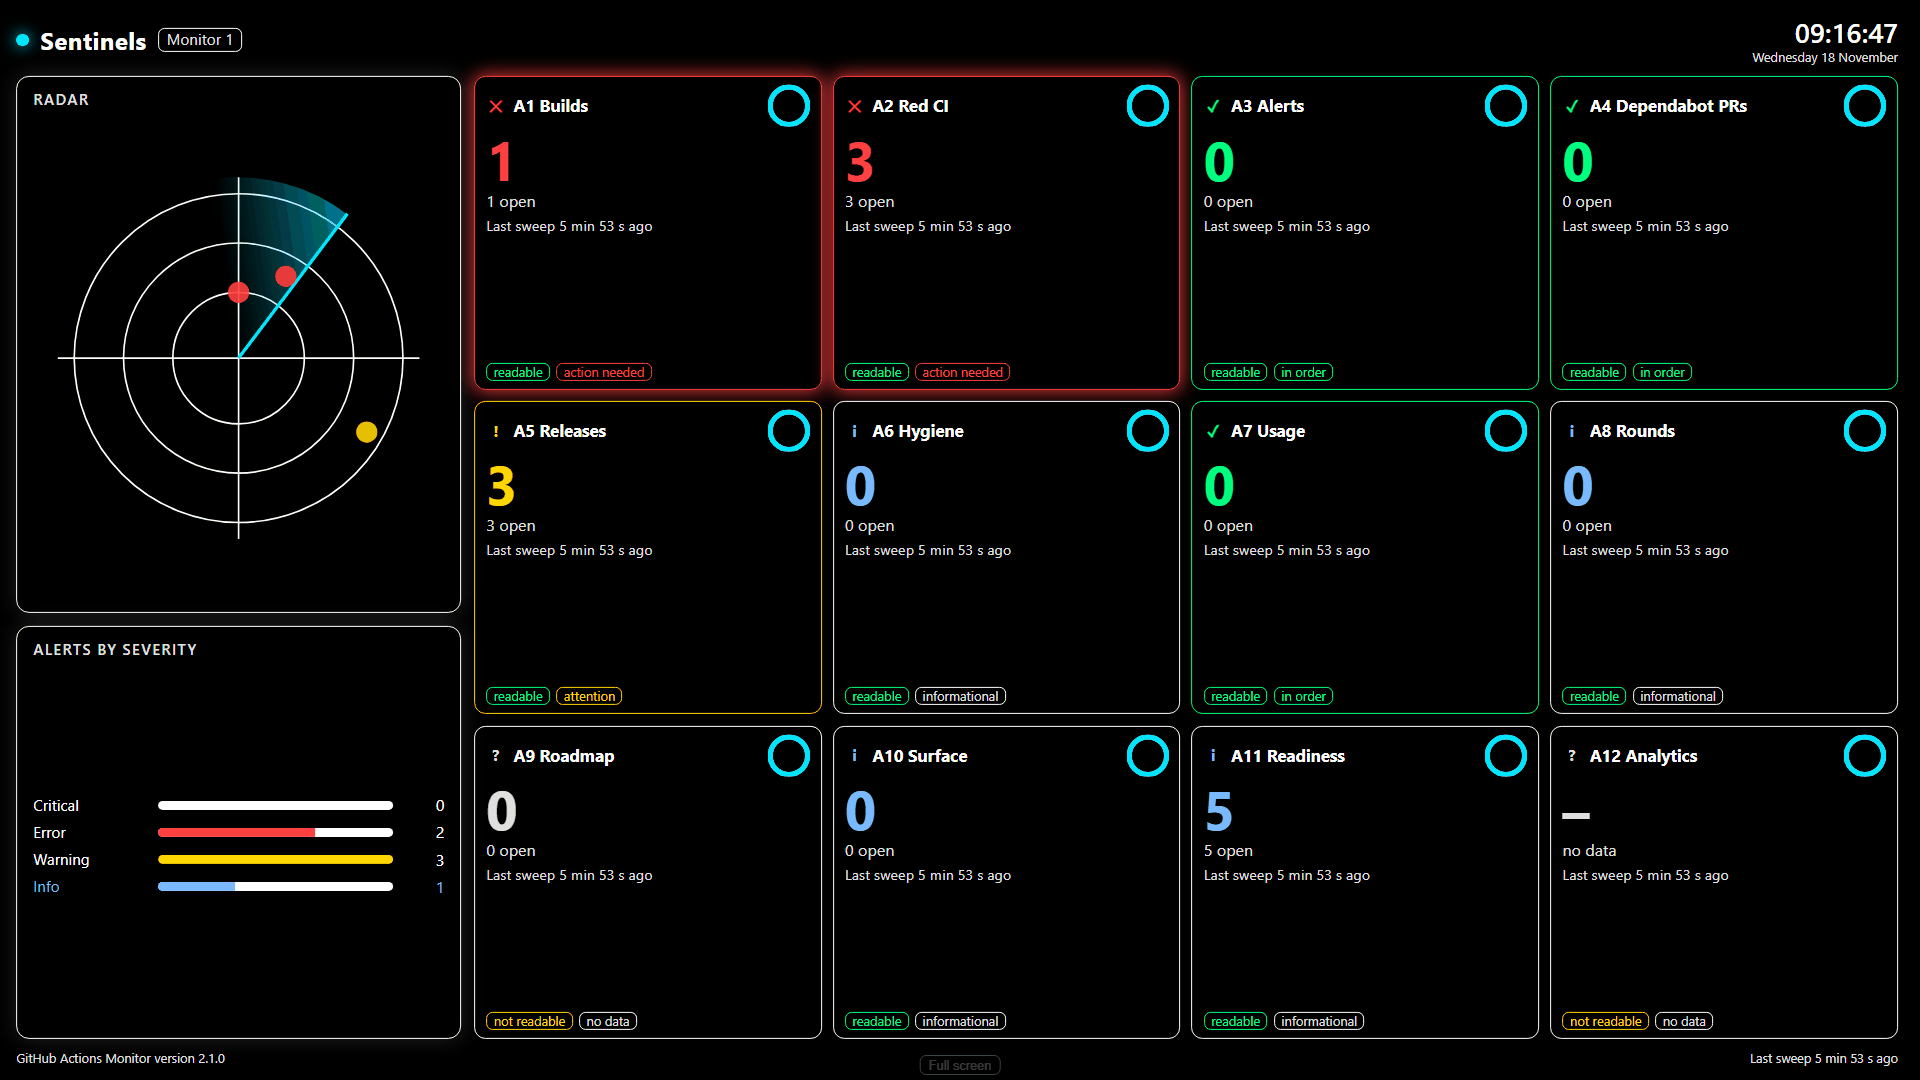 Sentinels
Monitor 1
09:16:47
Wednesday 18 November
RADAR
ALERTS BY SEVERITY
Critical 0
Error 2
Warning 3
Info 1
A1 Builds
1
1 open
Last sweep 5 min 53 s ago
readable action needed
A2 Red CI
3
3 open
Last sweep 5 min 53 s ago
readable action needed
A3 Alerts
0
0 open
Last sweep 5 min 53 s ago
readable in order
A4 Dependabot PRs
0
0 open
Last sweep 5 min 53 s ago
readable in order
! A5 Releases
3
3 open
Last sweep 5 min 53 s ago
readable attention
i A6 Hygiene
0
0 open
Last sweep 5 min 53 s ago
readable informational
A7 Usage
0
0 open
Last sweep 5 min 53 s ago
readable in order
i A8 Rounds
0
0 open
Last sweep 5 min 53 s ago
readable informational
? A9 Roadmap
0
0 open
Last sweep 5 min 53 s ago
not readable no data
i A10 Surface
0
0 open
Last sweep 5 min 53 s ago
readable informational
i A11 Readiness
5
5 open
Last sweep 5 min 53 s ago
readable informational
? A12 Analytics
—
no data
Last sweep 5 min 53 s ago
not readable no data
GitHub Actions Monitor version 2.1.0
Full screen
Last sweep 5 min 53 s ago